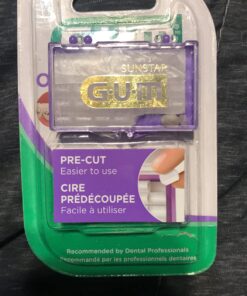 SUNSTAR
GUM
PRE-CUT
Easier to use
CIRE
PRÉDÉCOUPÉE
Facile à utiliser
Recommended by Dental Professionals
Recommandé par les professionnels dentaires